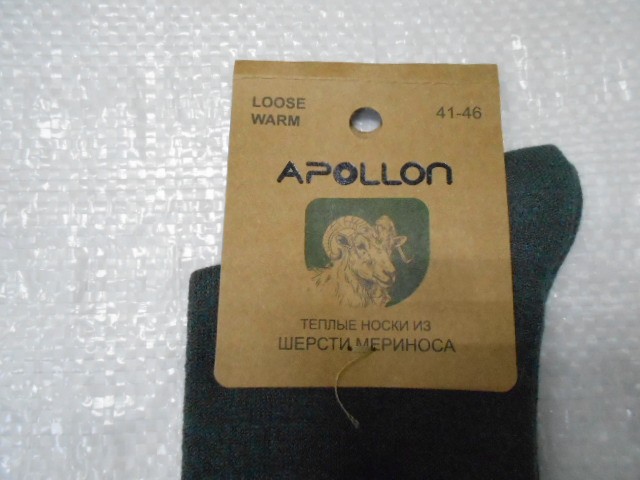 LOOSE
WARM
41-46
APOLLON
ТЕПЛЫЕ НОСКИ ИЗ
ШЕРСТИ МЕРИНОСА